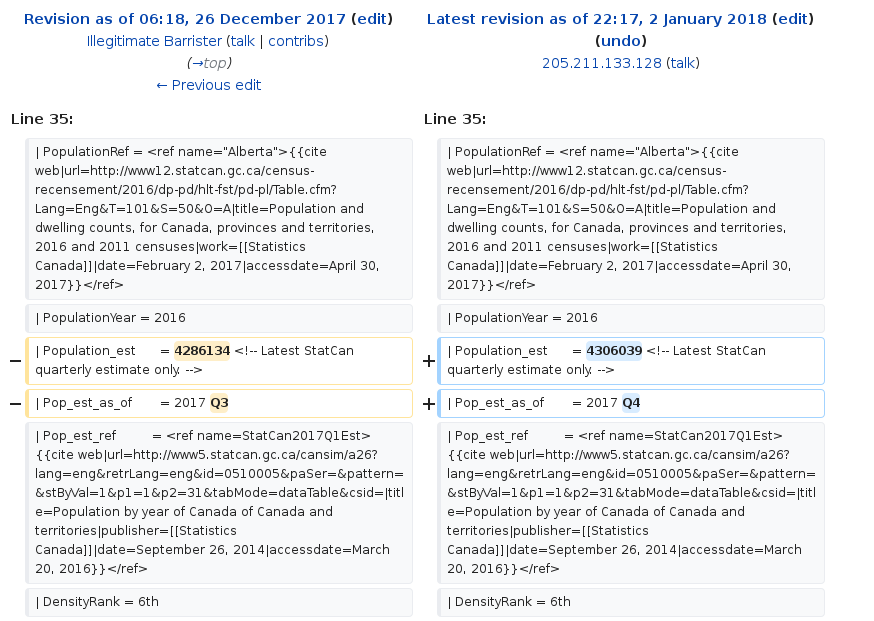 Revision as of 06:18, 26 December 2017 (edit)
Illegitimate Barrister (talk | contribs)
(→top)
← Previous edit
Latest revision as of 22:17, 2 January 2018 (edit)
(undo)
205.211.133.128 (talk)
Line 35:
| PopulationRef = <ref name="Alberta">{{cite
web|url=http://www12.statcan.gc.ca/census-
recensement/2016/dp-pd/hlt-fst/pd-pl/Table.cfm?
Lang=Eng&T=101&S=50&O=A|title=Population and
dwelling counts, for Canada, provinces and territories,
2016 and 2011 censuses|work=[[Statistics
Canada]]|date=February 2, 2017|accessdate=April 30,
2017}}</ref>
| PopulationYear = 2016
− | Population_est = 4286134 <!-- Latest StatCan
quarterly estimate only. -->
− | Pop_est_as_of = 2017 Q3
| Pop_est_ref = <ref name=StatCan2017Q1Est>
{{cite web|url=http://www5.statcan.gc.ca/cansim/a26?
lang=eng&retrLang=eng&id=0510005&paSer=&pattern=
&stByVal=1&p1=1&p2=31&tabMode=dataTable&csid=|titl
e=Population by year of Canada of Canada and
territories|publisher=[[Statistics
Canada]]|date=September 26, 2014|accessdate=March
20, 2016}}</ref>
| DensityRank = 6th
Line 35:
| PopulationRef = <ref name="Alberta">{{cite
web|url=http://www12.statcan.gc.ca/census-
recensement/2016/dp-pd/hlt-fst/pd-pl/Table.cfm?
Lang=Eng&T=101&S=50&O=A|title=Population and
dwelling counts, for Canada, provinces and territories,
2016 and 2011 censuses|work=[[Statistics
Canada]]|date=February 2, 2017|accessdate=April 30,
2017}}</ref>
| PopulationYear = 2016
+ | Population_est = 4306039 <!-- Latest StatCan
quarterly estimate only. -->
+ | Pop_est_as_of = 2017 Q4
| Pop_est_ref = <ref name=StatCan2017Q1Est>
{{cite web|url=http://www5.statcan.gc.ca/cansim/a26?
lang=eng&retrLang=eng&id=0510005&paSer=&pattern=
&stByVal=1&p1=1&p2=31&tabMode=dataTable&csid=|titl
e=Population by year of Canada of Canada and
territories|publisher=[[Statistics
Canada]]|date=September 26, 2014|accessdate=March
20, 2016}}</ref>
| DensityRank = 6th